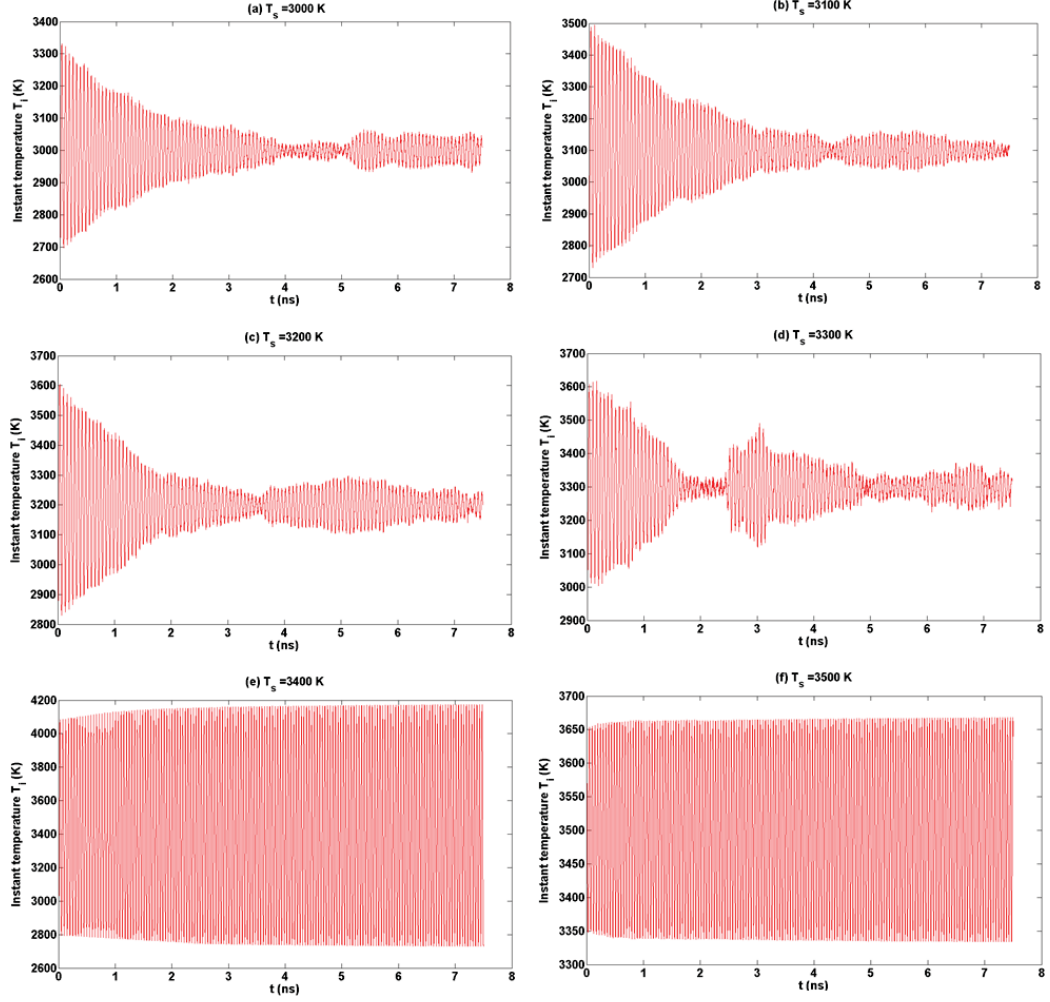 (a) T_s =3000 K
Instant temperature T_i (K)
3400
3300
3200
3100
3000
2900
2800
2700
2600
0 1 2 3 4 5 6 7 8
t (ns)
(b) T_s =3100 K
Instant temperature T_i (K)
3500
3400
3300
3200
3100
3000
2900
2800
2700
0 1 2 3 4 5 6 7 8
t (ns)
(c) T_s =3200 K
Instant temperature T_i (K)
3700
3600
3500
3400
3300
3200
3100
3000
2900
2800
0 1 2 3 4 5 6 7 8
t (ns)
(d) T_s =3300 K
Instant temperature T_i (K)
3700
3600
3500
3400
3300
3200
3100
3000
2900
0 1 2 3 4 5 6 7 8
t (ns)
(e) T_s =3400 K
Instant temperature T_i (K)
4200
4000
3800
3600
3400
3200
3000
2800
2600
0 1 2 3 4 5 6 7 8
t (ns)
(f) T_s =3500 K
Instant temperature T_i (K)
3700
3650
3600
3550
3500
3450
3400
3350
3300
0 1 2 3 4 5 6 7 8
t (ns)